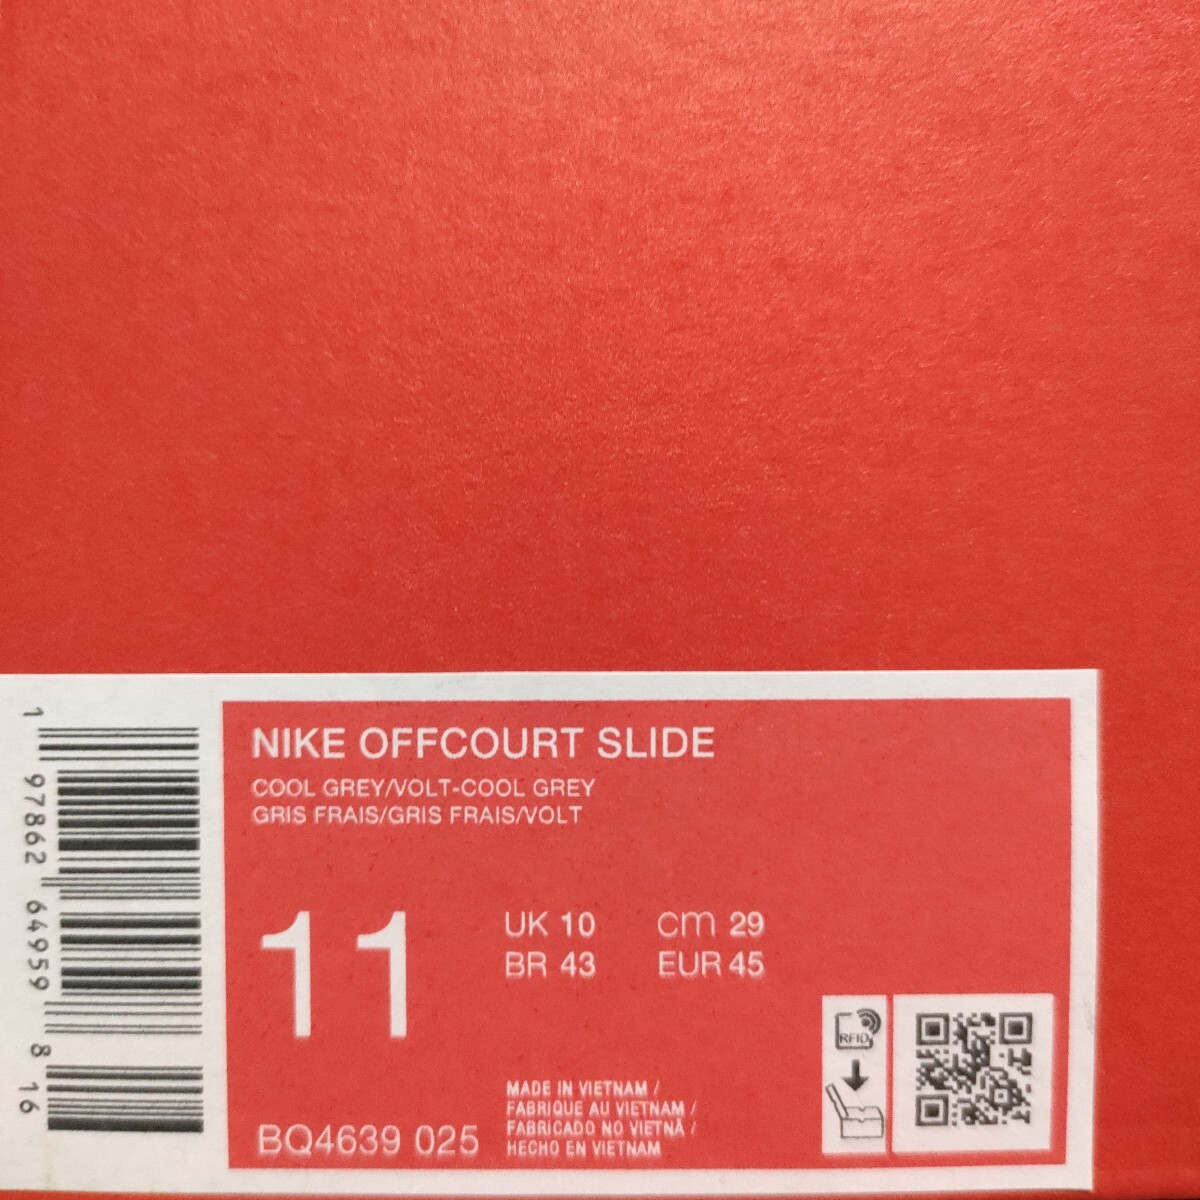 NIKE OFFCOURT SLIDE
COOL GREY/VOLT-COOL GREY
GRIS FRAIS/GRIS FRAIS/VOLT
11
UK 10
cm 29
BR 43
EUR 45
RFID
MADE IN VIETNAM /
FABRIQUE AU VIETNAM /
FABRICADO NO VIETNÃ /
HECHO EN VIETNAM
BQ4639 025
1 97862 64959 8 16